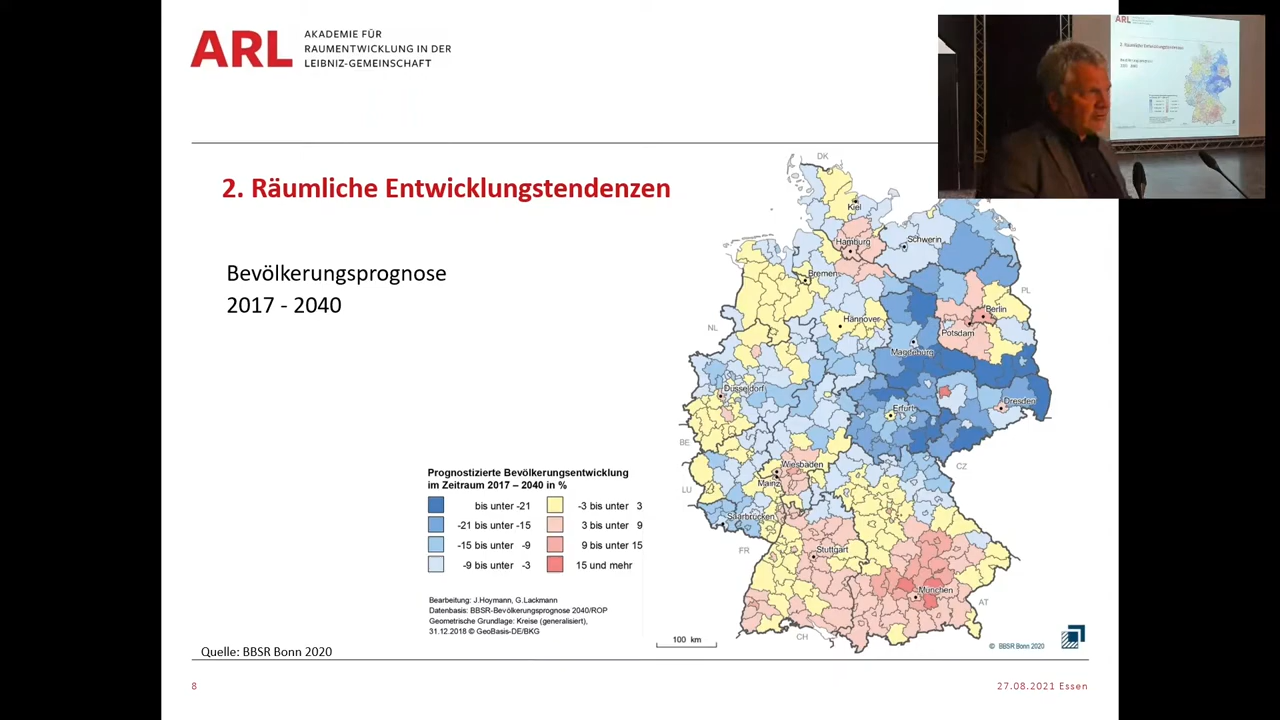 ARL
AKADEMIE FÜR
RAUMENTWICKLUNG IN DER
LEIBNIZ-GEMEINSCHAFT
ARL
2. Räumliche Entwicklungstendenzen
2. Räumliche Entwicklungstendenzen
Bevölkerungsprognose
2017 - 2040
DK
Kiel
Hamburg
Schwerin
Bremen
PL
Berlin
Hannover
NL
Potsdam
Magdeburg
Düsseldorf
Dresden
Erfurt
BE
Wiesbaden
CZ
Mainz
LU
Saarbrücken
FR
Stuttgart
München
AT
CH
Prognostizierte Bevölkerungsentwicklung
im Zeitraum 2017 – 2040 in %
bis unter -21
-3 bis unter 3
-21 bis unter -15
3 bis unter 9
-15 bis unter -9
9 bis unter 15
-9 bis unter -3
15 und mehr
Bearbeitung: J.Hoymann, G.Lackmann
Datenbasis: BBSR-Bevölkerungsprognose 2040/ROP
Geometrische Grundlage: Kreise (generalisiert),
31.12.2018 © GeoBasis-DE/BKG
100 km
© BBSR Bonn 2020
Quelle: BBSR Bonn 2020
8
27.08.2021 Essen